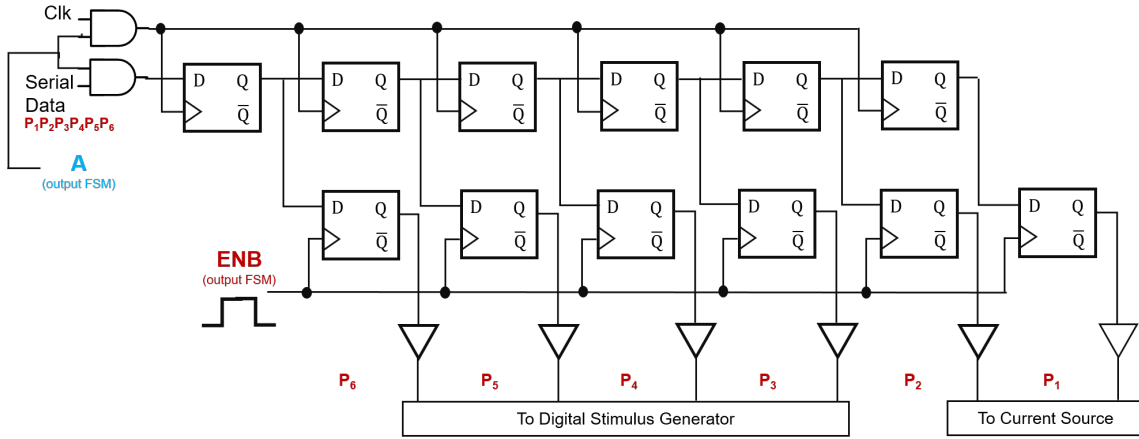 Clk
Serial
Data
P₁P₂P₃P₄P₅P₆
A
(output FSM)
D Q
Q̅
D Q
Q̅
D Q
Q̅
D Q
Q̅
D Q
Q̅
D Q
Q̅
D Q
Q̅
D Q
Q̅
D Q
Q̅
D Q
Q̅
D Q
Q̅
D Q
Q̅
ENB
(output FSM)
P₆ P₅ P₄ P₃ P₂ P₁
To Digital Stimulus Generator
To Current Source